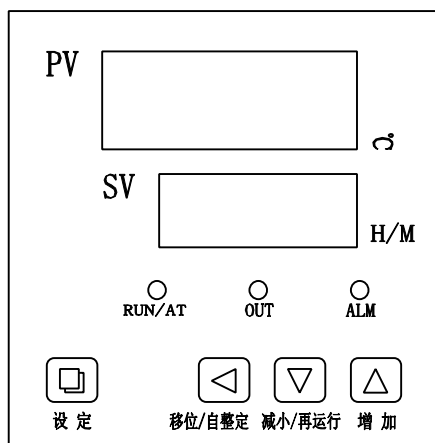 PV
℃
SV
H/M
RUN/AT OUT ALM
设定 移位/自整定 减小/再运行 增加